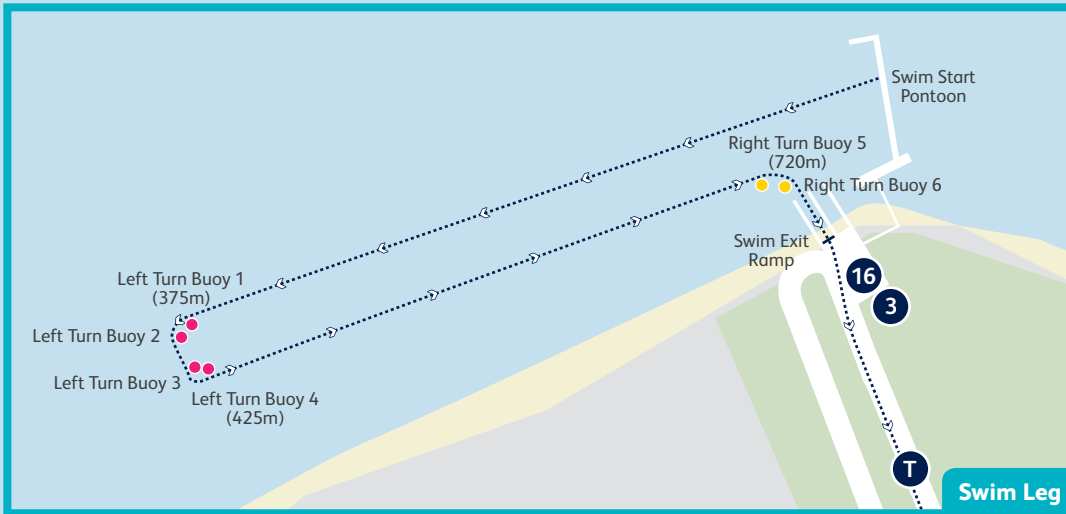 Swim Start
Pontoon
Right Turn Buoy 5
(720m)
Right Turn Buoy 6
Swim Exit
Ramp
Left Turn Buoy 1
(375m)
Left Turn Buoy 2
Left Turn Buoy 3
Left Turn Buoy 4
(425m)
16
3
T
Swim Leg